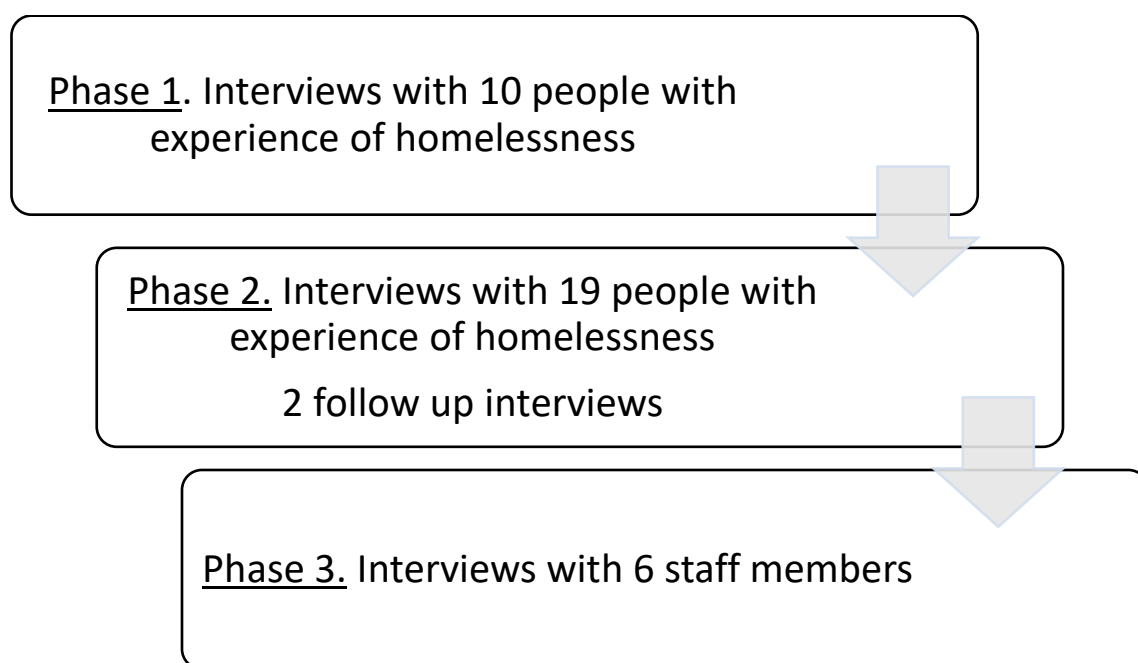 Phase 1. Interviews with 10 people with
experience of homelessness
Phase 2. Interviews with 19 people with
experience of homelessness
2 follow up interviews
Phase 3. Interviews with 6 staff members